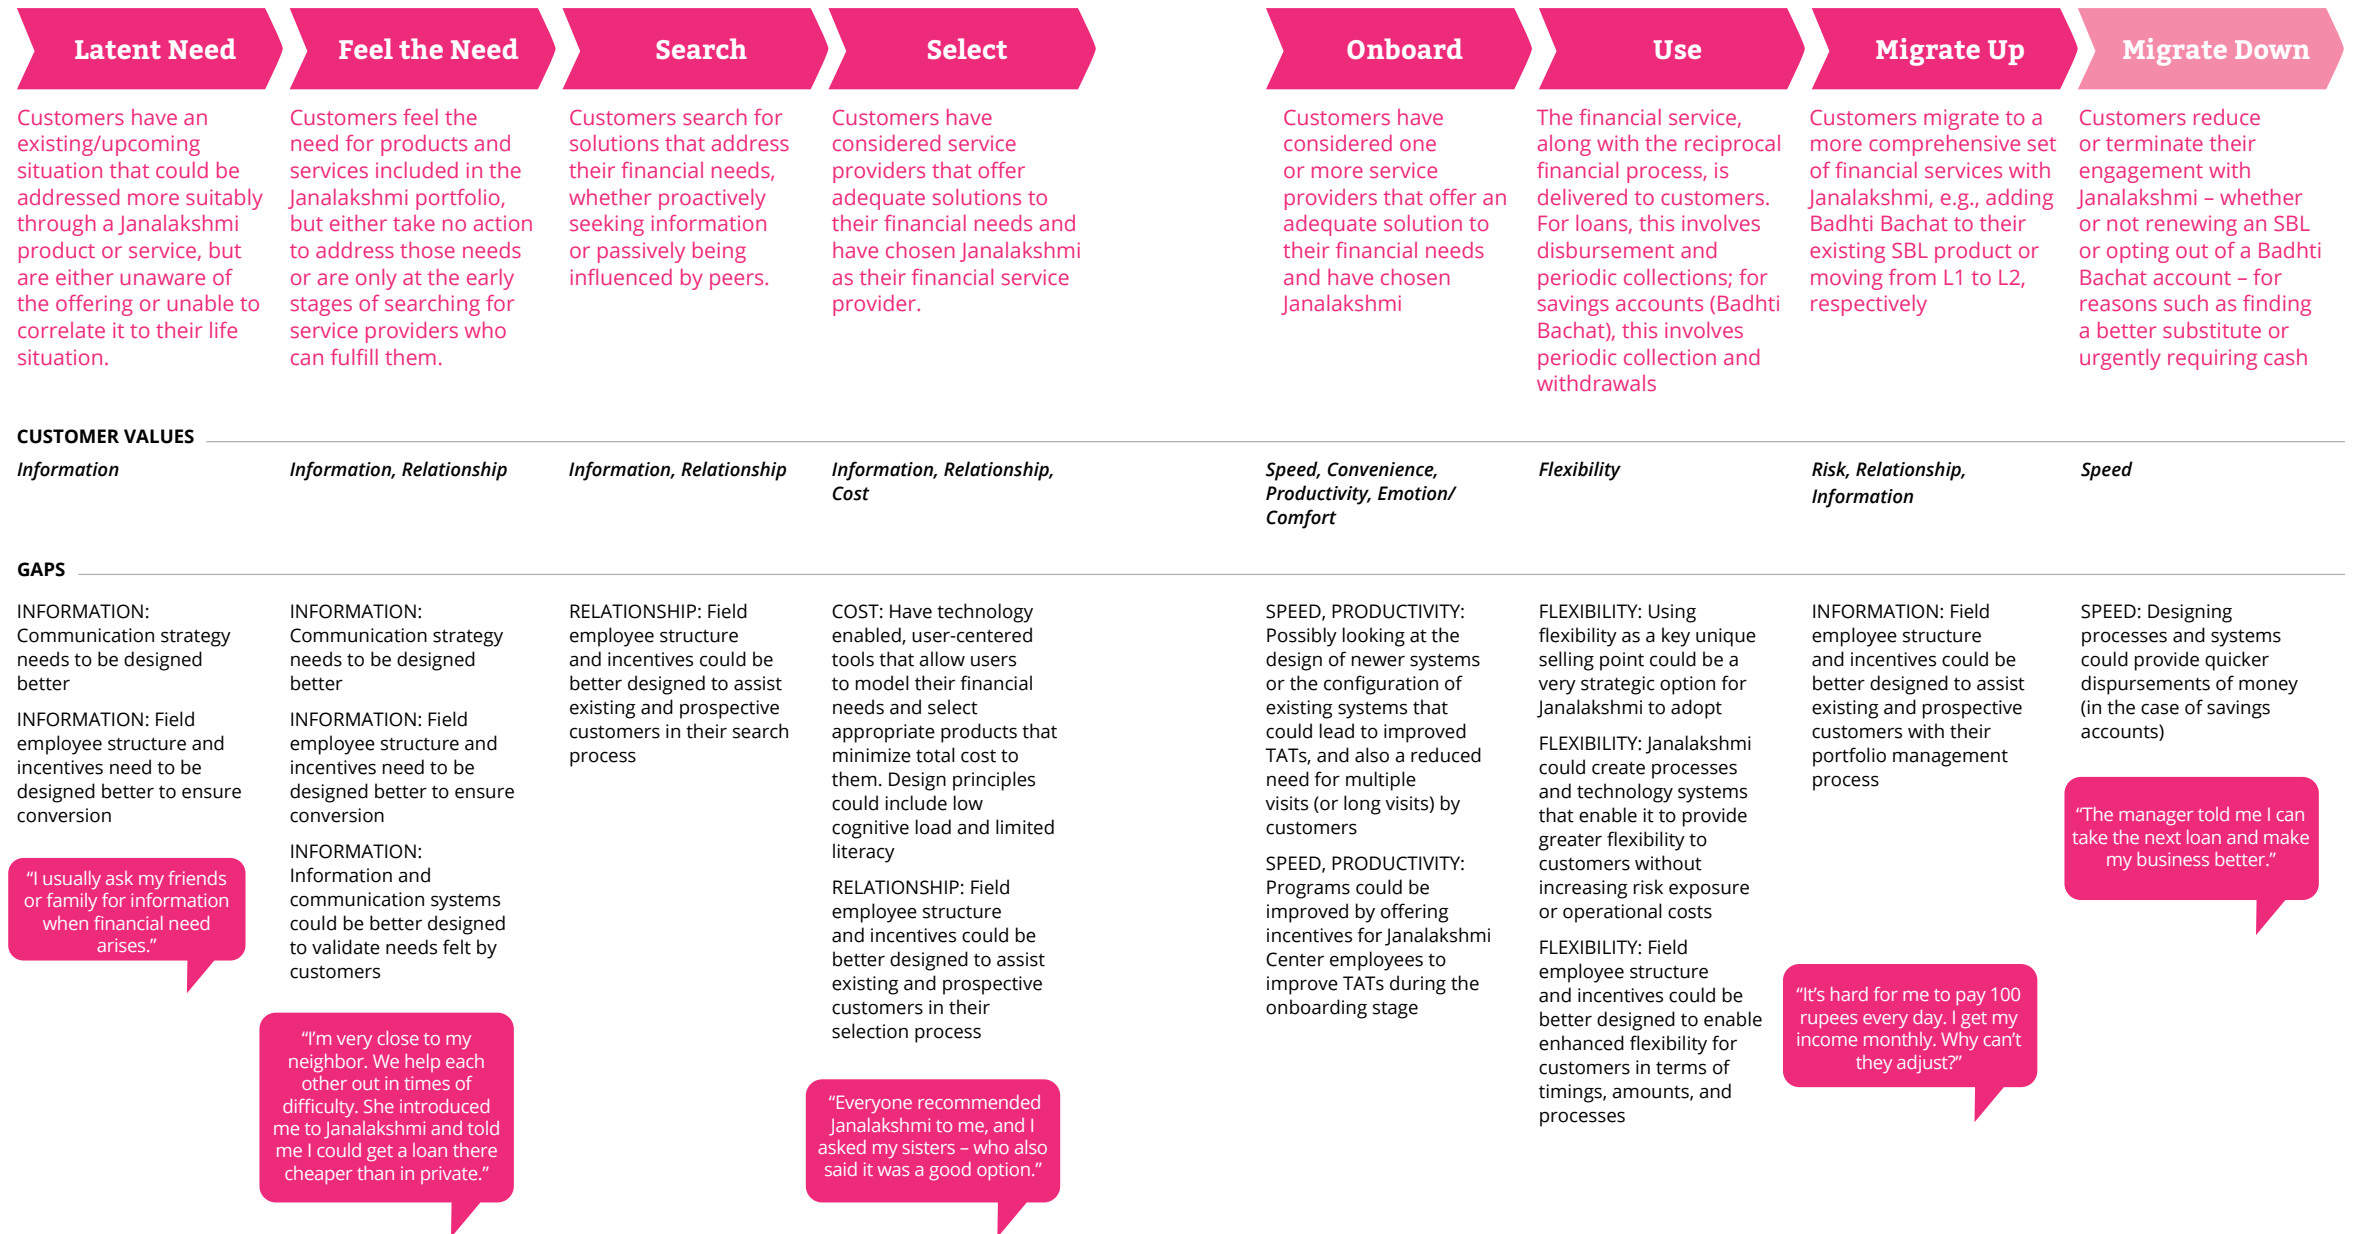 Latent Need
Feel the Need
Search
Select
Onboard
Use
Migrate Up
Migrate Down
Customers have an
existing/upcoming
situation that could be
addressed more suitably
through a Janalakshmi
product or service, but
are either unaware of
the offering or unable to
correlate it to their life
situation.
Customers feel the
need for products and
services included in the
Janalakshmi portfolio,
but either take no action
to address those needs
or are only at the early
stages of searching for
service providers who
can fulfill them.
Customers search for
solutions that address
their financial needs,
whether proactively
seeking information
or passively being
influenced by peers.
Customers have
considered service
providers that offer
adequate solutions to
their financial needs and
have chosen Janalakshmi
as their financial service
provider.
Customers have
considered one
or more service
providers that offer an
adequate solution to
their financial needs
and have chosen
Janalakshmi
The financial service,
along with the reciprocal
financial process, is
delivered to customers.
For loans, this involves
disbursement and
periodic collections; for
savings accounts (Badhti
Bachat), this involves
periodic collection and
withdrawals
Customers migrate to a
more comprehensive set
of financial services with
Janalakshmi, e.g., adding
Badhti Bachat to their
existing SBL product or
moving from L1 to L2,
respectively
Customers reduce
or terminate their
engagement with
Janalakshmi – whether
or not renewing an SBL
or opting out of a Badhti
Bachat account – for
reasons such as finding
a better substitute or
urgently requiring cash
CUSTOMER VALUES
Information
Information, Relationship
Information, Relationship
Information, Relationship,
Cost
Speed, Convenience,
Productivity, Emotion/
Comfort
Flexibility
Risk, Relationship,
Information
Speed
GAPS
INFORMATION:
Communication strategy
needs to be designed
better
INFORMATION: Field
employee structure and
incentives need to be
designed better to ensure
conversion
“I usually ask my friends
or family for information
when financial need
arises.”
INFORMATION:
Communication strategy
needs to be designed
better
INFORMATION: Field
employee structure and
incentives need to be
designed better to ensure
conversion
INFORMATION:
Information and
communication systems
could be better designed
to validate needs felt by
customers
“I’m very close to my
neighbor. We help each
other out in times of
difficulty. She introduced
me to Janalakshmi and told
me I could get a loan there
cheaper than in private.”
RELATIONSHIP: Field
employee structure
and incentives could be
better designed to assist
existing and prospective
customers in their search
process
COST: Have technology
enabled, user-centered
tools that allow users
to model their financial
needs and select
appropriate products that
minimize total cost to
them. Design principles
could include low
cognitive load and limited
literacy
RELATIONSHIP: Field
employee structure
and incentives could be
better designed to assist
existing and prospective
customers in their
selection process
“Everyone recommended
Janalakshmi to me, and I
asked my sisters – who also
said it was a good option.”
SPEED, PRODUCTIVITY:
Possibly looking at the
design of newer systems
or the configuration of
existing systems that
could lead to improved
TATs, and also a reduced
need for multiple
visits (or long visits) by
customers
SPEED, PRODUCTIVITY:
Programs could be
improved by offering
incentives for Janalakshmi
Center employees to
improve TATs during the
onboarding stage
FLEXIBILITY: Using
flexibility as a key unique
selling point could be a
very strategic option for
Janalakshmi to adopt
FLEXIBILITY: Janalakshmi
could create processes
and technology systems
that enable it to provide
greater flexibility to
customers without
increasing risk exposure
or operational costs
FLEXIBILITY: Field
employee structure
and incentives could be
better designed to enable
enhanced flexibility for
customers in terms of
timings, amounts, and
processes
INFORMATION: Field
employee structure
and incentives could be
better designed to assist
existing and prospective
customers with their
portfolio management
process
“It’s hard for me to pay 100
rupees every day. I get my
income monthly. Why can’t
they adjust?”
SPEED: Designing
processes and systems
could provide quicker
dispursements of money
(in the case of savings
accounts)
“The manager told me I can
take the next loan and make
my business better.”